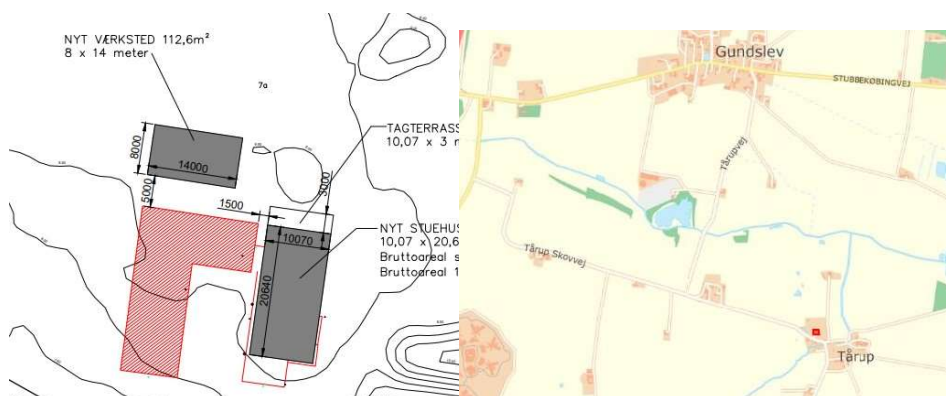 NYT VÆRKSTED 112,6m²
8 x 14 meter
7a
TAGTERRASS
10,07 x 3 m
8000
14000
5000
3000
1500
10070
NYT STUEHUS
10,07 x 20,6
Bruttoareal s
Bruttoareal 1
20640
Gundslev
STUBBEKØBINGVEJ
Tårupvej
Tårup Skovvej
Tårup